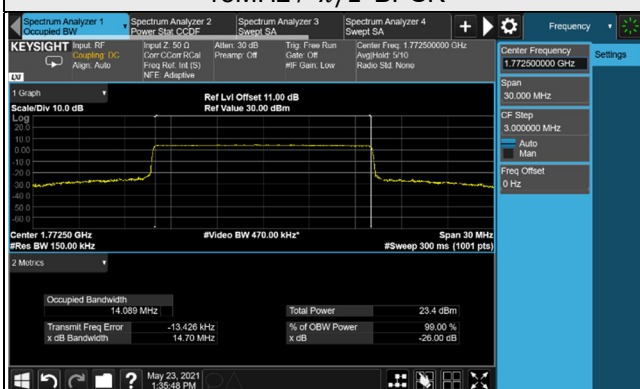 15MHz / π/2 BPSK
Spectrum Analyzer 1
Occupied BW
Spectrum Analyzer 2
Power Stat CCDF
Spectrum Analyzer 3
Swept SA
Spectrum Analyzer 4
Swept SA
+
Frequency
KEYSIGHT
Input: RF
Coupling: DC
Align: Auto
Input Z: 50 Ω
Corr CCorr RCal
Freq Ref: Int (S)
NFE: Adaptive
Atten: 30 dB
Preamp: Off
Trig: Free Run
Gate: Off
#IF Gain: Low
Center Freq: 1.772500000 GHz
Avg|Hold: 5/10
Radio Std: None
LXI
Center Frequency
1.772500000 GHz
Settings
Span
30.000 MHz
CF Step
3.000000 MHz
Auto
Man
Freq Offset
0 Hz
1 Graph
Scale/Div 10.0 dB
Ref Lvl Offset 11.00 dB
Ref Value 30.00 dBm
Log
20.0
10.0
0.00
-10.0
-20.0
-30.0
-40.0
-50.0
-60.0
Center 1.77250 GHz
#Res BW 150.00 kHz
#Video BW 470.00 kHz*
Span 30 MHz
#Sweep 300 ms (1001 pts)
2 Metrics
Occupied Bandwidth
14.089 MHz
Total Power 23.4 dBm
Transmit Freq Error -13.426 kHz
% of OBW Power 99.00 %
x dB Bandwidth 14.70 MHz
x dB -26.00 dB
?
May 23, 2021
1:35:48 PM